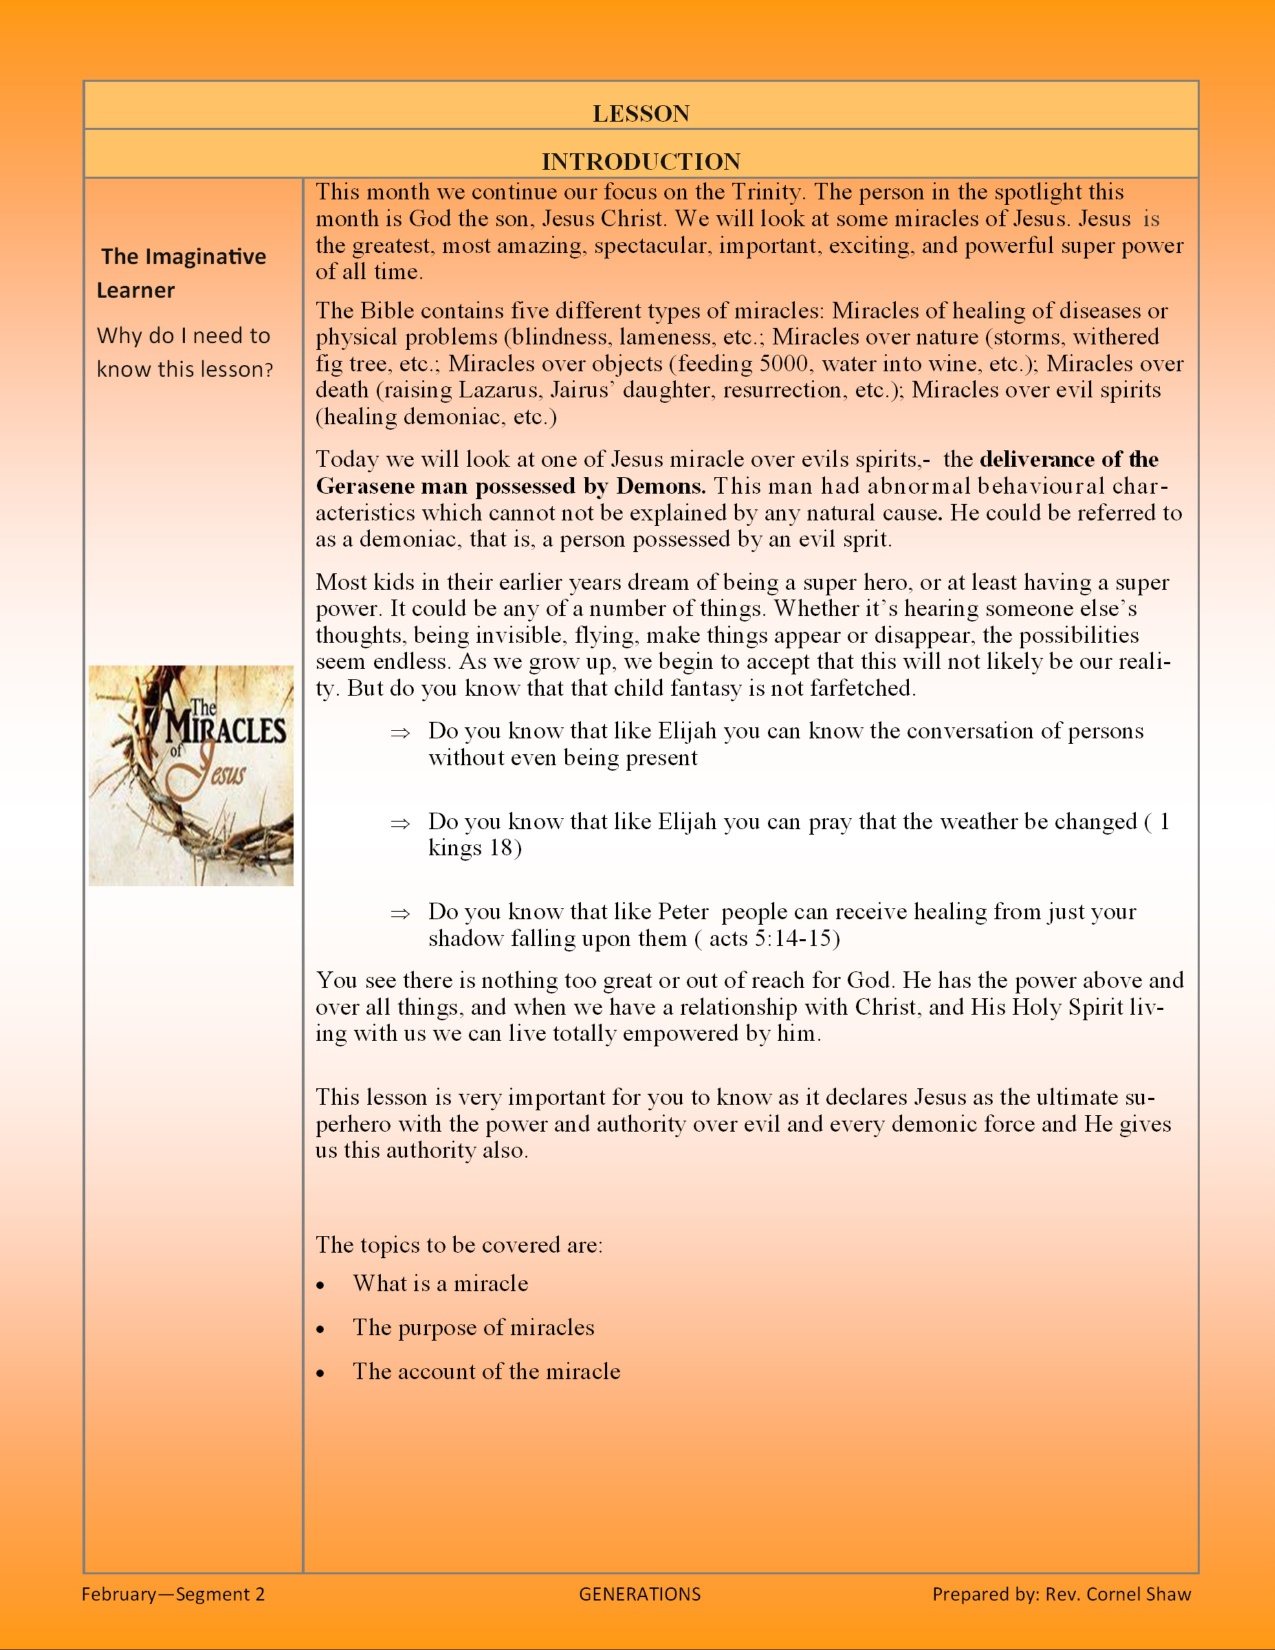 LESSON
INTRODUCTION
The Imaginative
Learner
Why do I need to
know this lesson?
The
MIRACLES
of
Jesus
This month we continue our focus on the Trinity. The person in the spotlight this
month is God the son, Jesus Christ. We will look at some miracles of Jesus. Jesus is
the greatest, most amazing, spectacular, important, exciting, and powerful super power
of all time.
The Bible contains five different types of miracles: Miracles of healing of diseases or
physical problems (blindness, lameness, etc.; Miracles over nature (storms, withered
fig tree, etc.; Miracles over objects (feeding 5000, water into wine, etc.); Miracles over
death (raising Lazarus, Jairus’ daughter, resurrection, etc.); Miracles over evil spirits
(healing demoniac, etc.)
Today we will look at one of Jesus miracle over evils spirits,- the deliverance of the
Gerasene man possessed by Demons. This man had abnormal behavioural char-
acteristics which cannot not be explained by any natural cause. He could be referred to
as a demoniac, that is, a person possessed by an evil sprit.
Most kids in their earlier years dream of being a super hero, or at least having a super
power. It could be any of a number of things. Whether it’s hearing someone else’s
thoughts, being invisible, flying, make things appear or disappear, the possibilities
seem endless. As we grow up, we begin to accept that this will not likely be our reali-
ty. But do you know that that child fantasy is not farfetched.
⇒ Do you know that like Elijah you can know the conversation of persons
without even being present
⇒ Do you know that like Elijah you can pray that the weather be changed ( 1
kings 18)
⇒ Do you know that like Peter people can receive healing from just your
shadow falling upon them ( acts 5:14-15)
You see there is nothing too great or out of reach for God. He has the power above and
over all things, and when we have a relationship with Christ, and His Holy Spirit liv-
ing with us we can live totally empowered by him.
This lesson is very important for you to know as it declares Jesus as the ultimate su-
perhero with the power and authority over evil and every demonic force and He gives
us this authority also.
The topics to be covered are:
• What is a miracle
• The purpose of miracles
• The account of the miracle
February—Segment 2 GENERATIONS Prepared by: Rev. Cornel Shaw